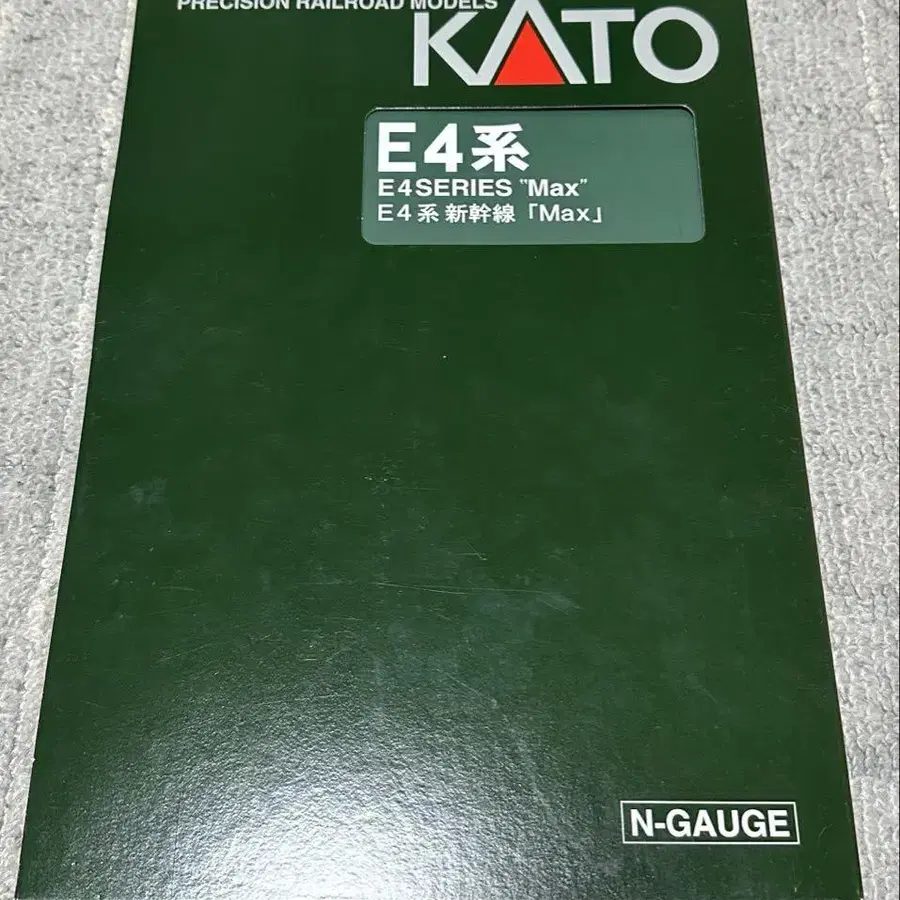 PRECISION RAILROAD MODELS
KATO
E4系
E4SERIES "Max"
E4系 新幹線「Max」
N-GAUGE